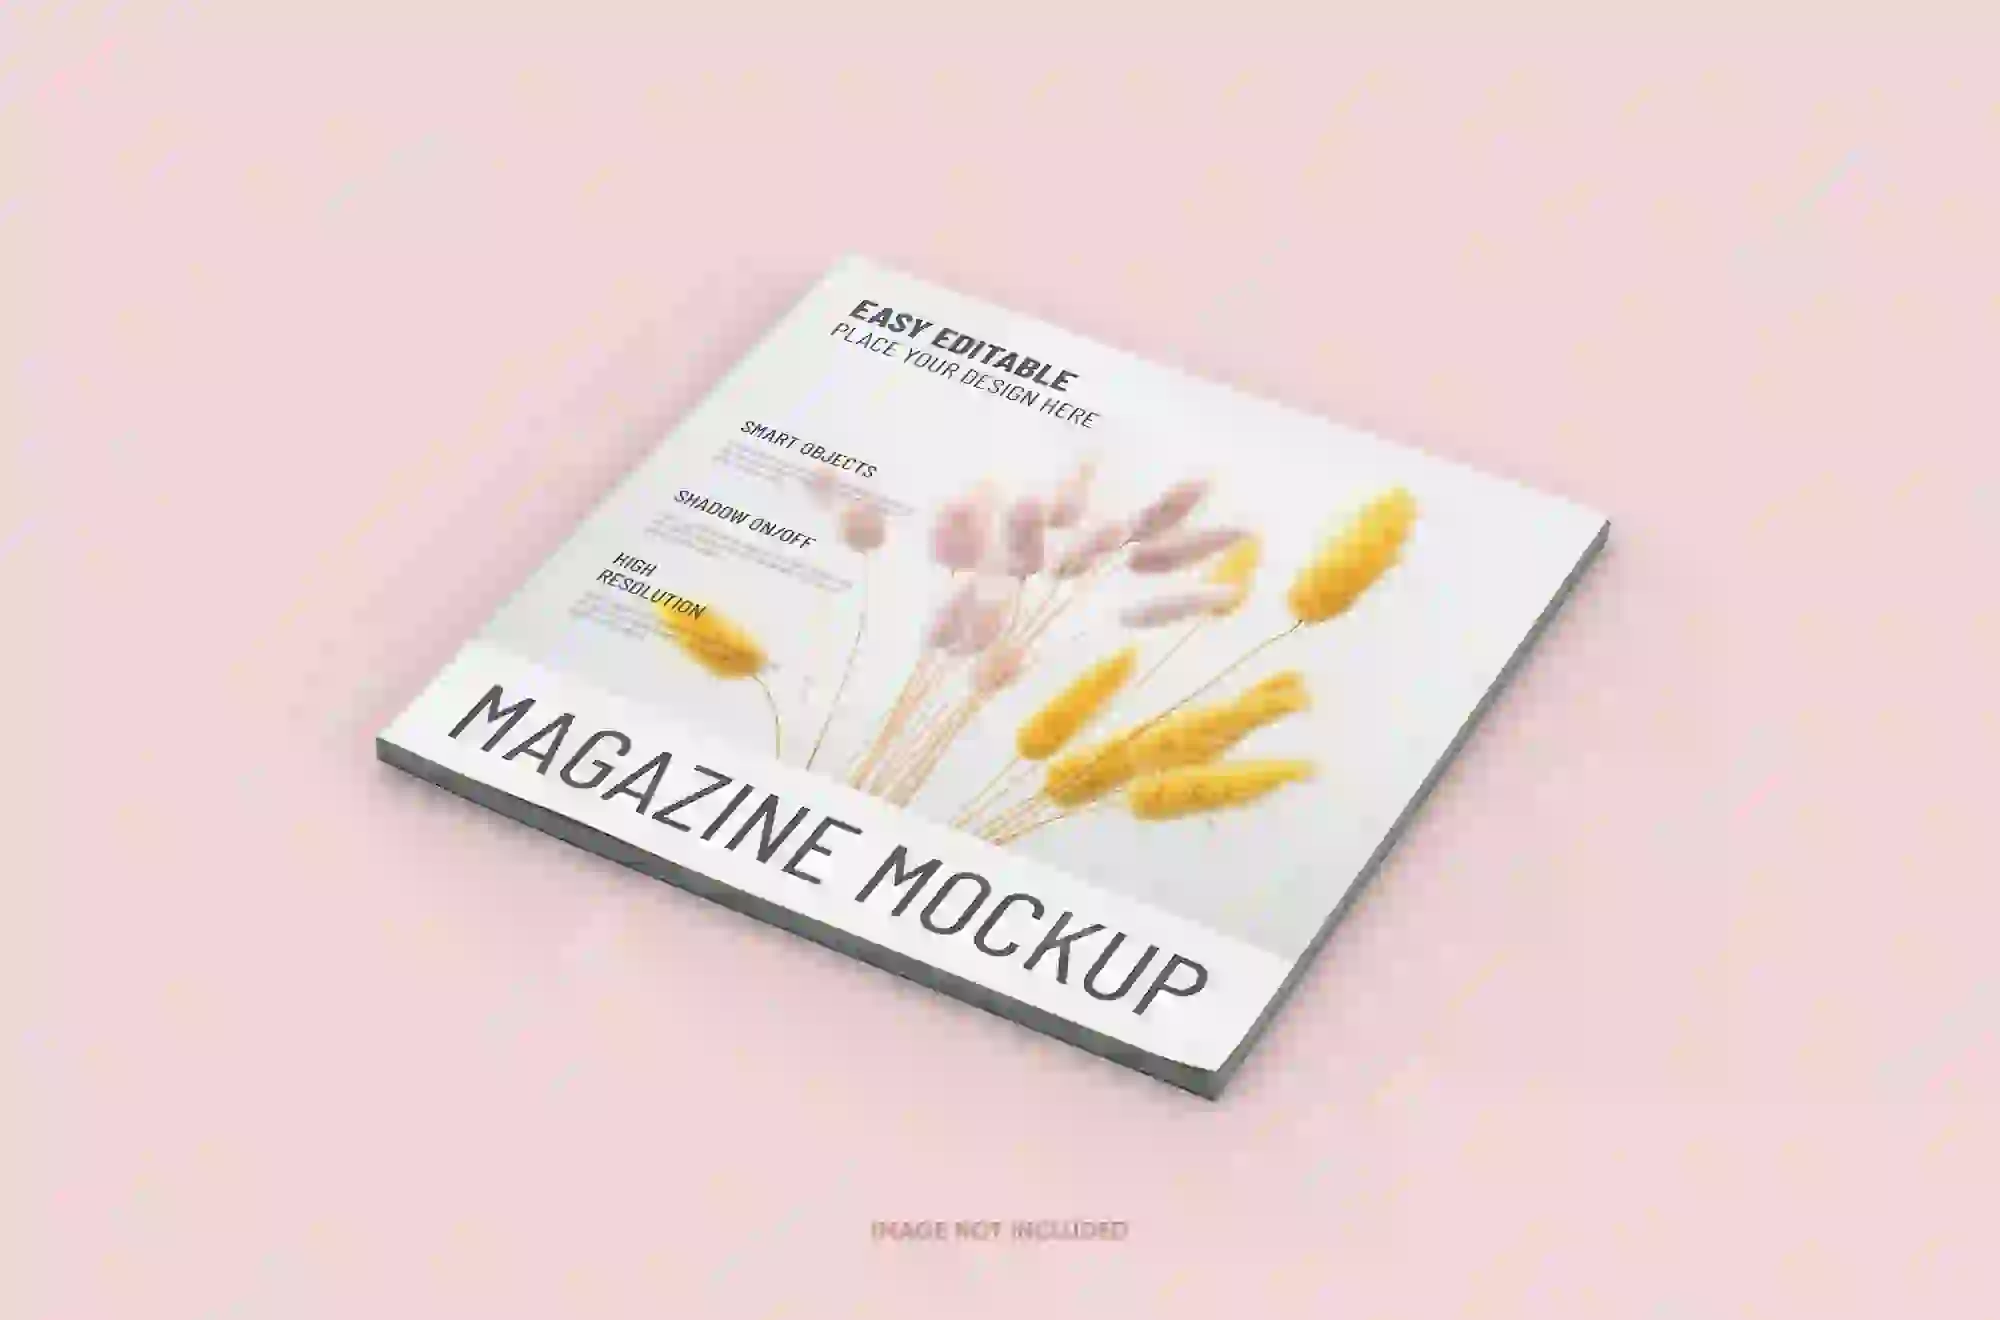 EASY EDITABLE
PLACE YOUR DESIGN HERE
SMART OBJECTS
SHADOW ON/OFF
HIGH
RESOLUTION
MAGAZINE MOCKUP
IMAGE NOT INCLUDED